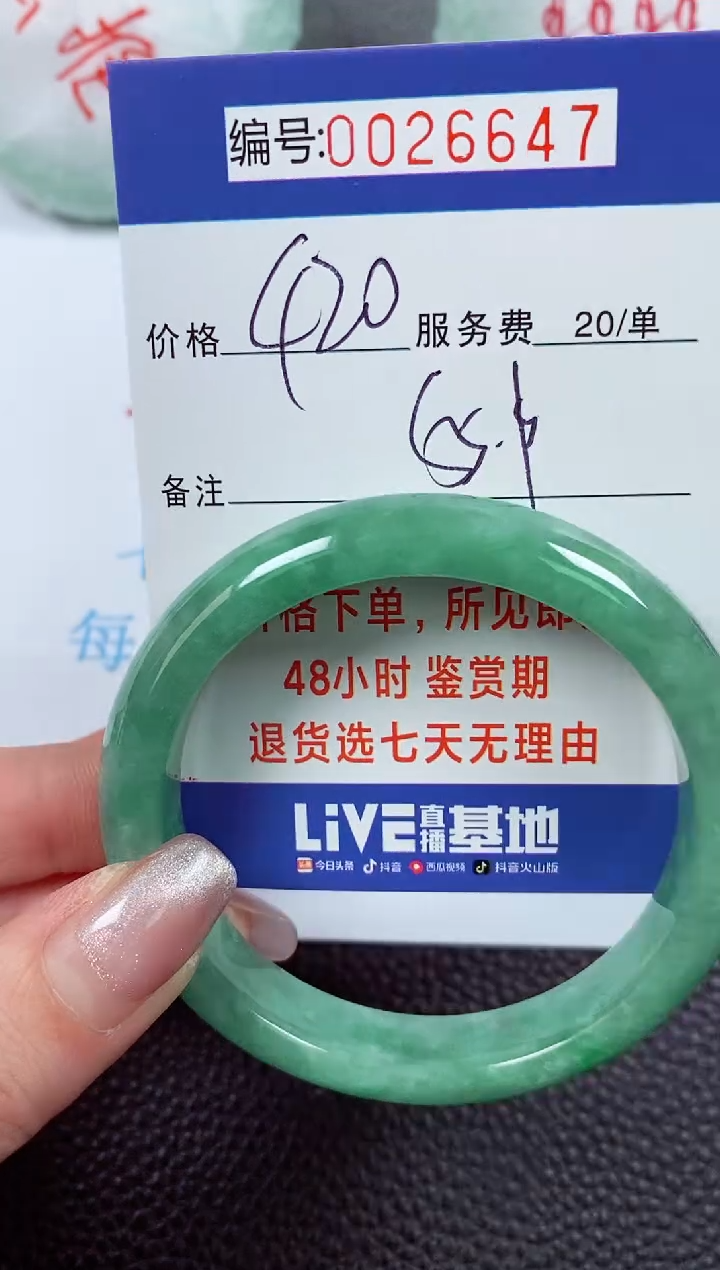 编号:0026647
价格 420 服务费 20/单
备注
格下单，所见即
48小时 鉴赏期
退货选七天无理由
LiVE直播基地
今日头条 抖音 西瓜视频 抖音火山版
每